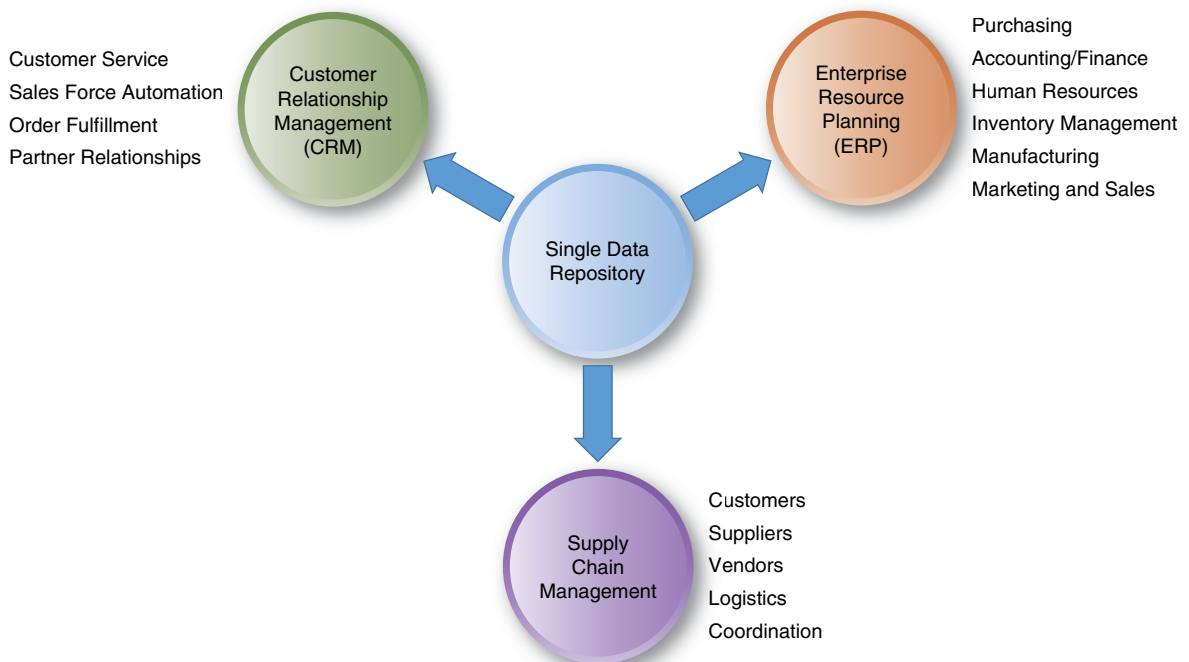 Customer Service
Sales Force Automation
Order Fulfillment
Partner Relationships
Customer
Relationship
Management
(CRM)
Enterprise
Resource
Planning
(ERP)
Purchasing
Accounting/Finance
Human Resources
Inventory Management
Manufacturing
Marketing and Sales
Single Data
Repository
Supply
Chain
Management
Customers
Suppliers
Vendors
Logistics
Coordination